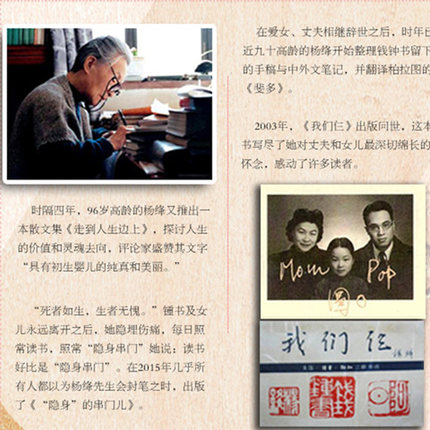 在爱女、丈夫相继辞世之后，时年已
近九十高龄的杨绛开始整理钱钟书留下
的手稿与中外文笔记，并翻译柏拉图的
《斐多》。
2003年，《我们仨》出版问世，这本
书写尽了她对丈夫和女儿最深切绵长的
怀念，感动了许多读者。
时隔四年，96岁高龄的杨绛又推出一
本散文集《走到人生边上》，探讨人生
的价值和灵魂去向，评论家盛赞其文字
“具有初生婴儿的纯真和美丽。”
“死者如生，生者无愧。”锺书及女
儿永远离开之后，她隐埋伤痛，每日照
常读书，照常“隐身串门”她说：读书
好比是“隐身串门”。在2015年几乎所
有人都以为杨绛先生会封笔之时，出版
了《“隐身”的串门儿》。
Mom
Pop
圆O
我们仨